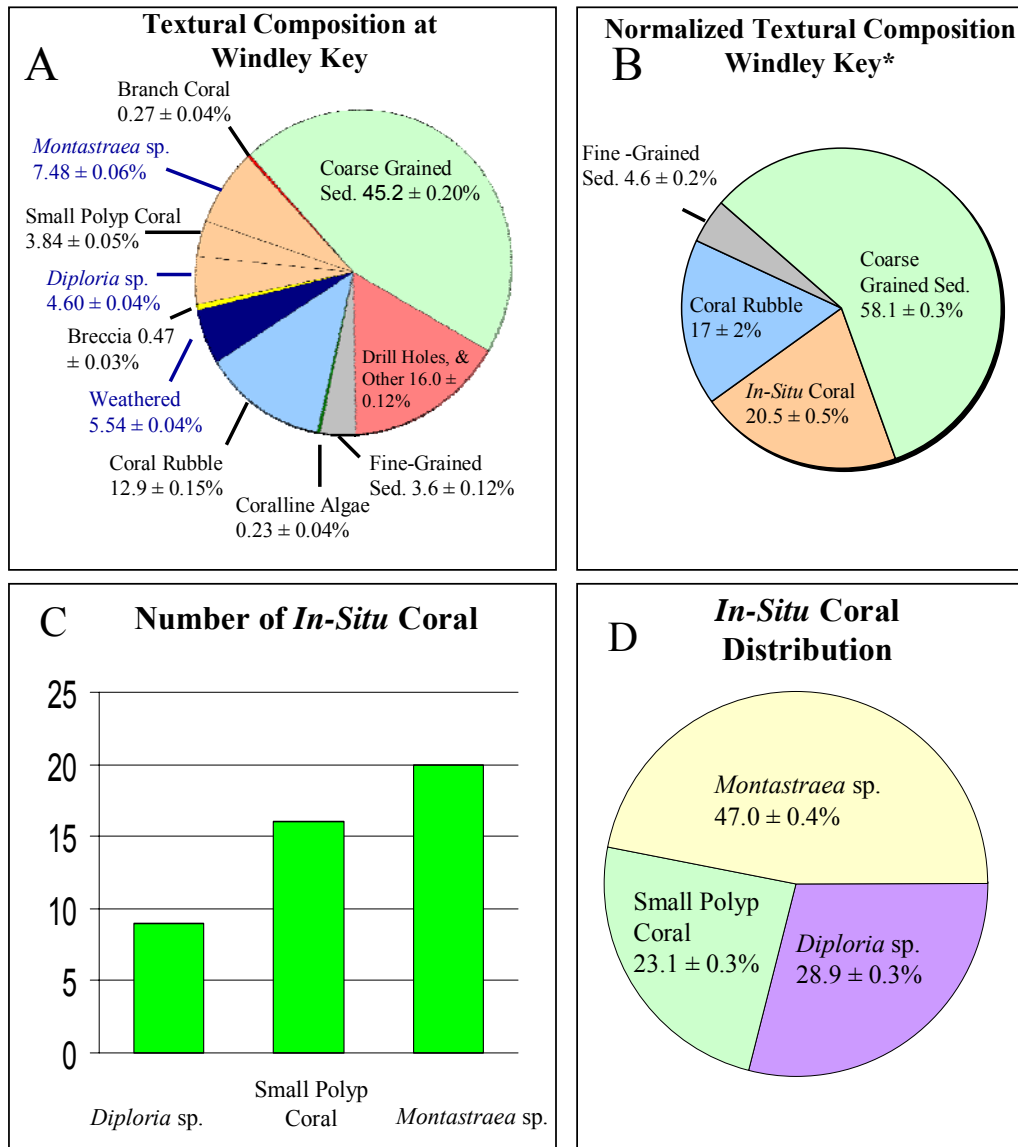 A
Textural Composition at
Windley Key
Branch Coral
0.27 ± 0.04%
Montastraea sp.
7.48 ± 0.06%
Small Polyp Coral
3.84 ± 0.05%
Diploria sp.
4.60 ± 0.04%
Breccia 0.47
± 0.03%
Weathered
5.54 ± 0.04%
Coral Rubble
12.9 ± 0.15%
Coralline Algae
0.23 ± 0.04%
Fine-Grained
Sed. 3.6 ± 0.12%
Drill Holes, &
Other 16.0 ±
0.12%
Coarse Grained
Sed. 45.2 ± 0.20%
B
Normalized Textural Composition
Windley Key*
Fine -Grained
Sed. 4.6 ± 0.2%
Coral Rubble
17 ± 2%
In-Situ Coral
20.5 ± 0.5%
Coarse
Grained Sed.
58.1 ± 0.3%
C
Number of In-Situ Coral
25
20
15
10
5
0
Diploria sp.
Small Polyp
Coral
Montastraea sp.
D
In-Situ Coral
Distribution
Montastraea sp.
47.0 ± 0.4%
Small Polyp
Coral
23.1 ± 0.3%
Diploria sp.
28.9 ± 0.3%